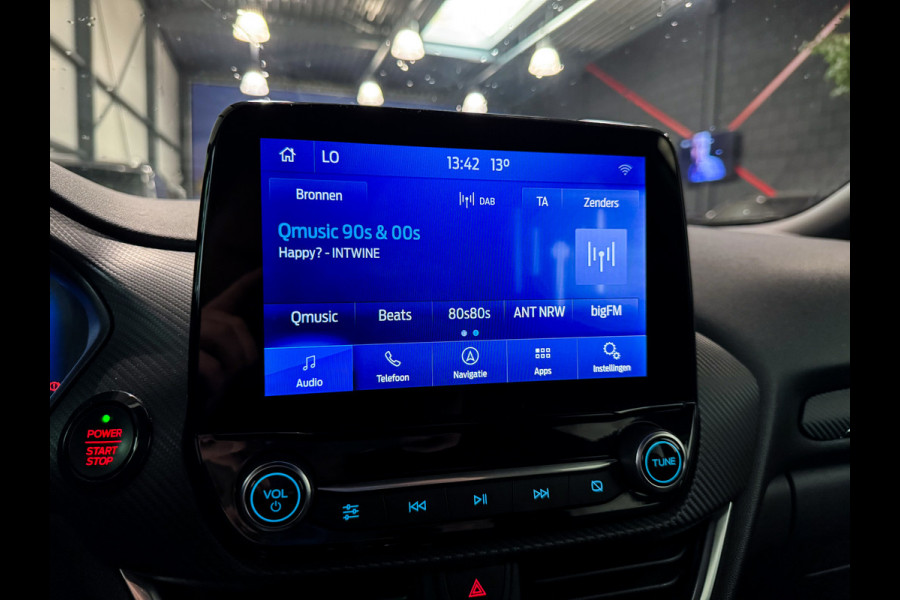 LO
13:42 13°
Bronnen
DAB
TA
Zenders
Qmusic 90s & 00s
Happy? - INTWINE
Qmusic
Beats
80s80s
ANT NRW
bigFM
Audio
Telefoon
Navigatie
Apps
Instellingen
POWER
START
STOP
VOL
TUNE